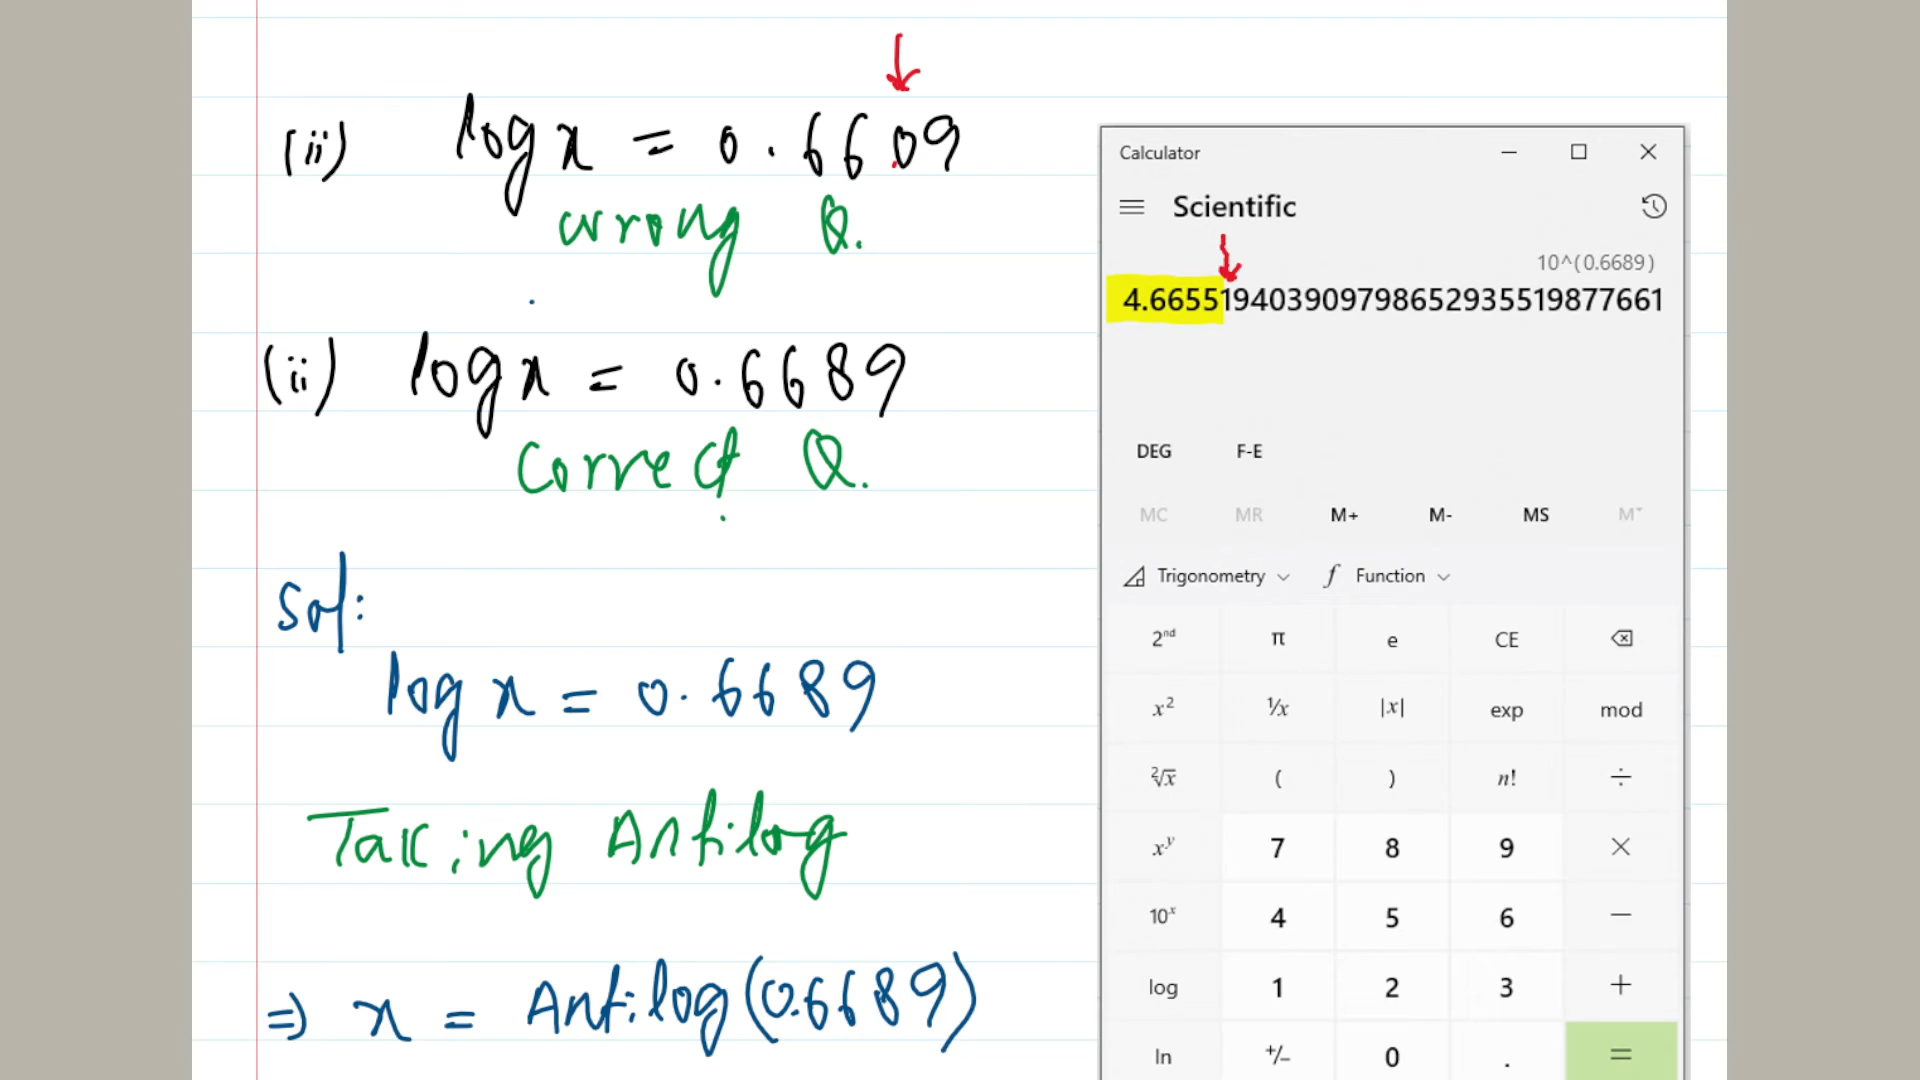 (ii) log x = 0.6609
wrong Q.
(ii) log x = 0.6689
Correct Q.
Sol:
log x = 0.6689
Taking Antilog
⇒ x = Antilog(0.6689)
Calculator
Scientific
10^(0.6689)
4.665519403909798652935519877661
DEG F-E
MC MR M+ M- MS M˅
Trigonometry f Function
2ⁿᵈ π e CE
x² ¹/x |x| exp mod
²√x ( ) n! ÷
xʸ 7 8 9 ×
10ˣ 4 5 6 −
log 1 2 3 +
ln +/− 0 . =